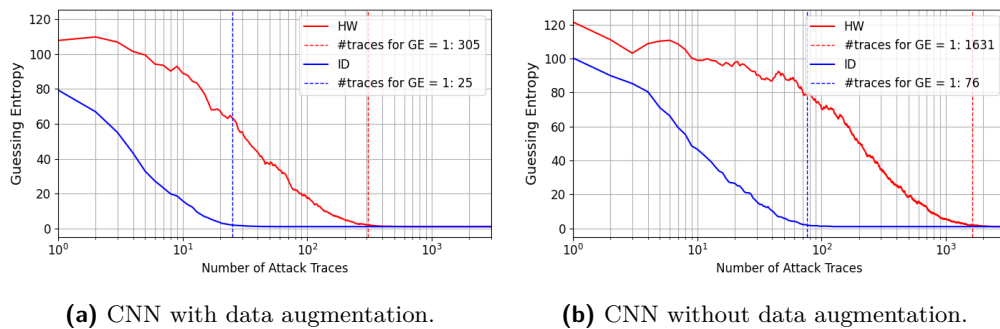 HW
#traces for GE = 1: 305
ID
#traces for GE = 1: 25
120
100
80
60
40
20
0
Guessing Entropy
10^0
10^1
10^2
10^3
Number of Attack Traces
(a) CNN with data augmentation.
HW
#traces for GE = 1: 1631
ID
#traces for GE = 1: 76
120
100
80
60
40
20
0
Guessing Entropy
10^0
10^1
10^2
10^3
Number of Attack Traces
(b) CNN without data augmentation.